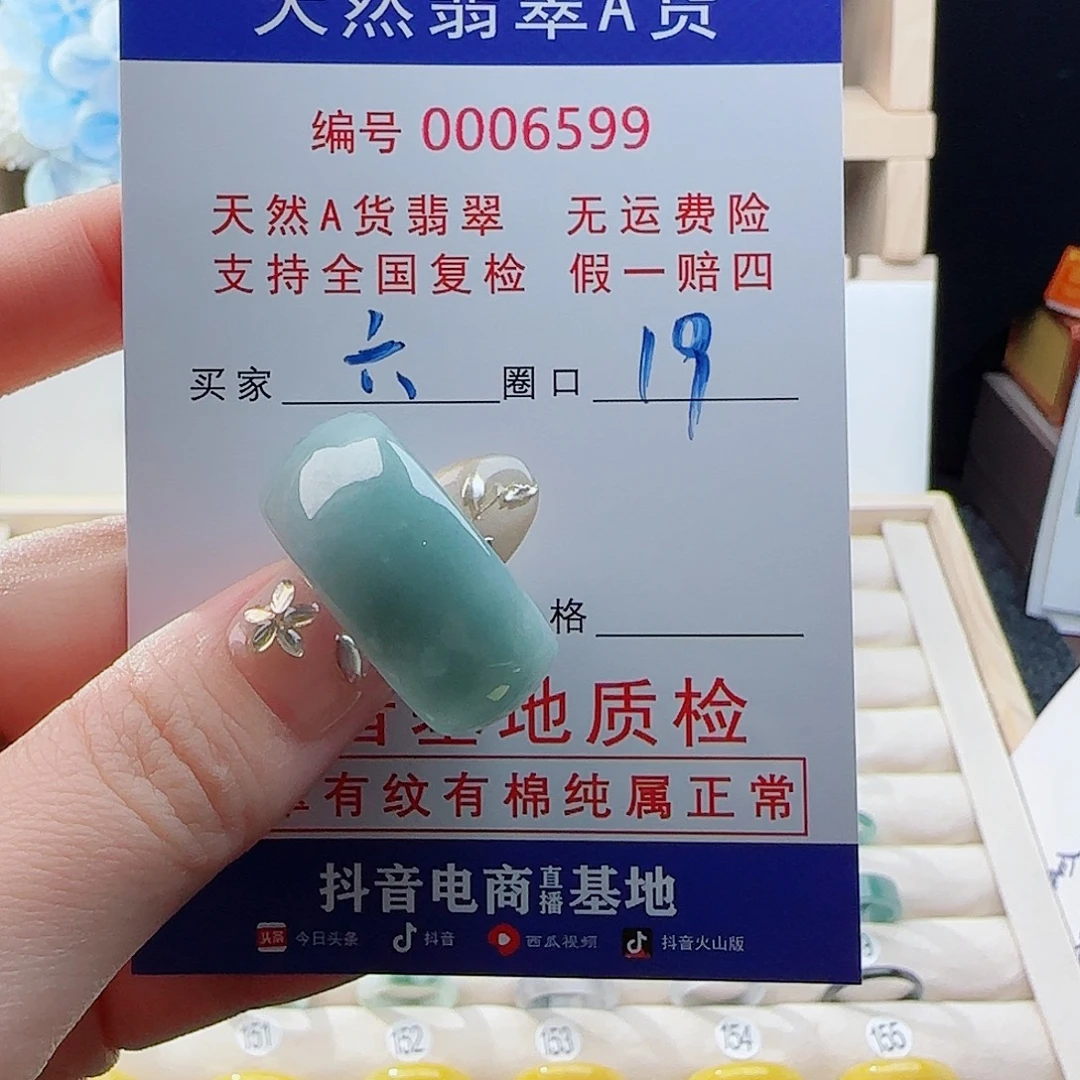 天然翡翠A货
编号 0006599
天然A货翡翠 无运费险
支持全国复检 假一赔四
买家 六 圈口 19
格
地质检
有纹有棉纯属正常
抖音电商直播基地
头条 今日头条 抖音 西瓜视频 抖音火山版
151 152 153 154 155